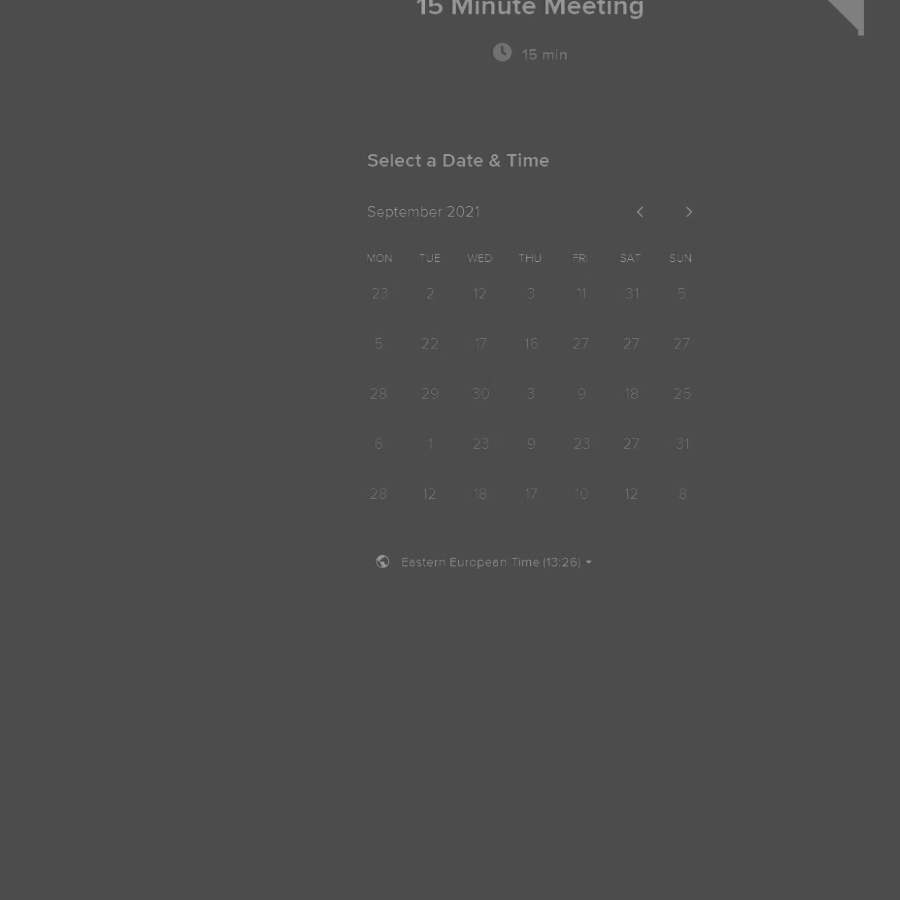 15 Minute Meeting
15 min
Select a Date & Time
September 2021
MON TUE WED THU FRI SAT SUN
23 2 12 3 11 31 5
5 22 17 16 27 27 27
28 29 30 3 9 18 25
6 1 23 9 23 27 31
28 12 18 17 10 12 8
Eastern European Time (13:26)